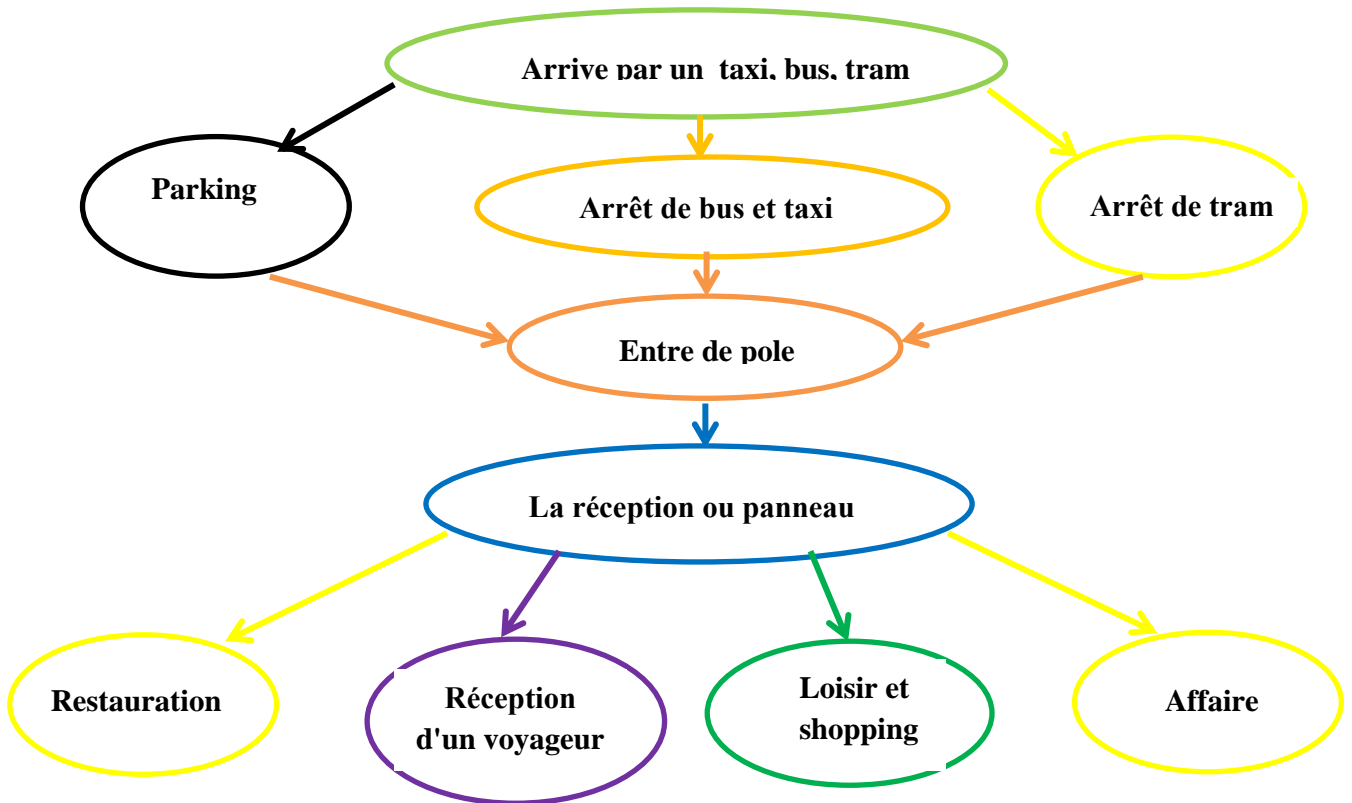 Arrive par un taxi, bus, tram
Parking
Arrêt de bus et taxi
Arrêt de tram
Entre de pole
La réception ou panneau
Restauration
Réception
d'un voyageur
Loisir et
shopping
Affaire